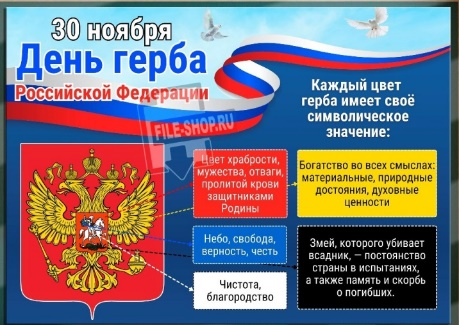 30 ноября
День герба
Российской Федерации
FILE-SHOP.RU
Каждый цвет
герба имеет своё
символическое
значение:
Цвет храбрости,
мужества, отваги,
пролитой крови
защитниками
Родины
Богатство во всех смыслах:
материальные, природные
достояния, духовные
ценности
Небо, свобода,
верность, честь
Змей, которого убивает
всадник, — постоянство
страны в испытаниях,
а также память и скорбь
о погибших.
Чистота,
благородство